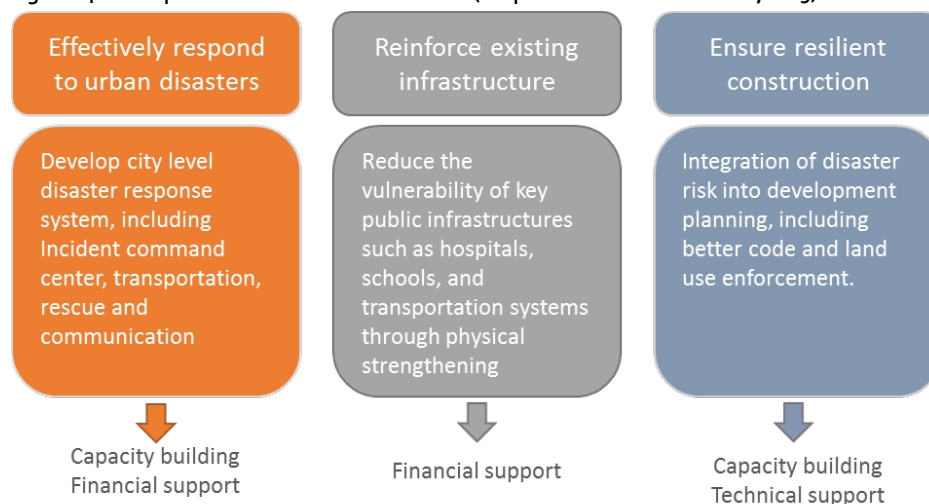 Effectively respond
to urban disasters
Develop city level
disaster response
system, including
Incident command
center, transportation,
rescue and
communication
Capacity building
Financial support
Reinforce existing
infrastructure
Reduce the
vulnerability of key
public infrastructures
such as hospitals,
schools, and
transportation systems
through physical
strengthening
Financial support
Ensure resilient
construction
Integration of disaster
risk into development
planning, including
better code and land
use enforcement.
Capacity building
Technical support